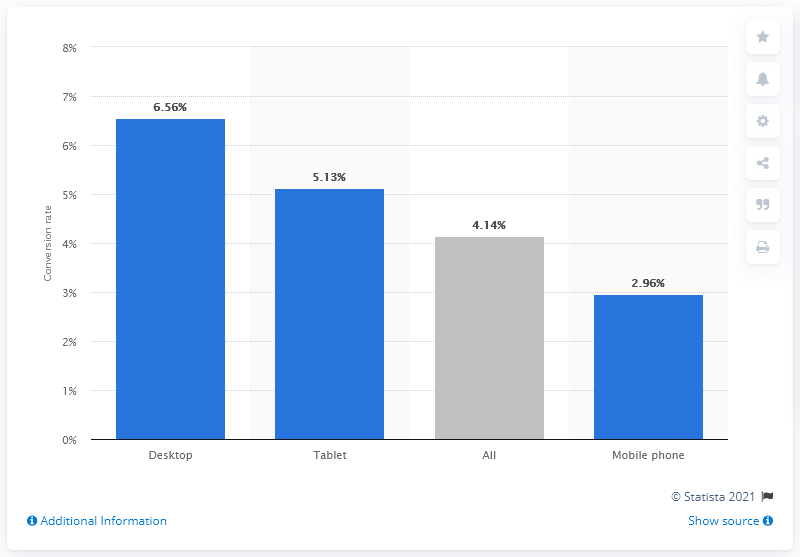 8%
7%
6%
5%
4%
3%
2%
1%
0%
Conversion rate
6.56%
5.13%
4.14%
2.96%
Desktop
Tablet
All
Mobile phone
© Statista 2021
Additional Information
Show source